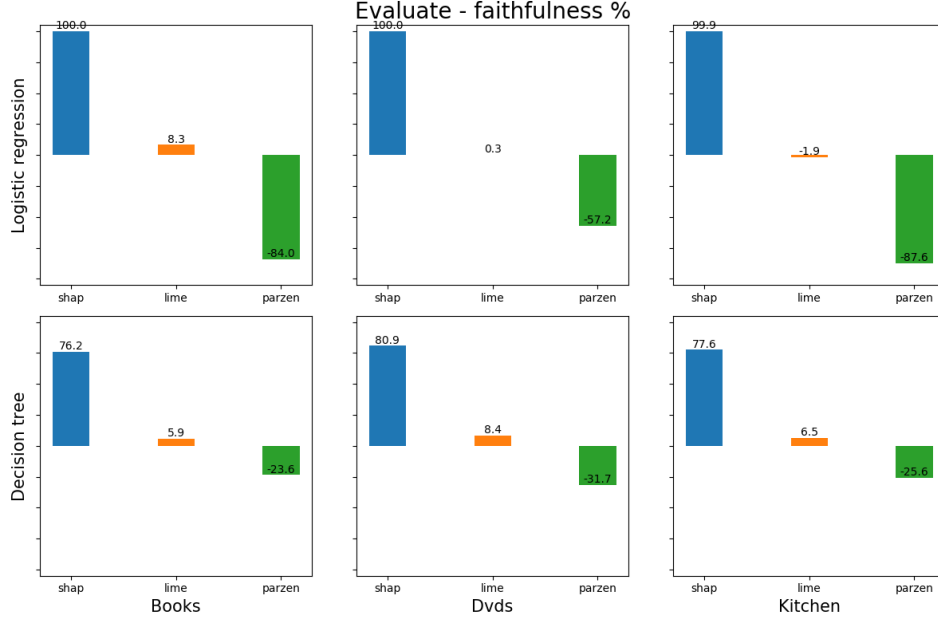 Evaluate - faithfulness %
Logistic regression
100.0
8.3
-84.0
shap lime parzen
100.0
0.3
-57.2
shap lime parzen
99.9
-1.9
-87.6
shap lime parzen
Decision tree
76.2
5.9
-23.6
shap lime parzen
Books
80.9
8.4
-31.7
shap lime parzen
Dvds
77.6
6.5
-25.6
shap lime parzen
Kitchen